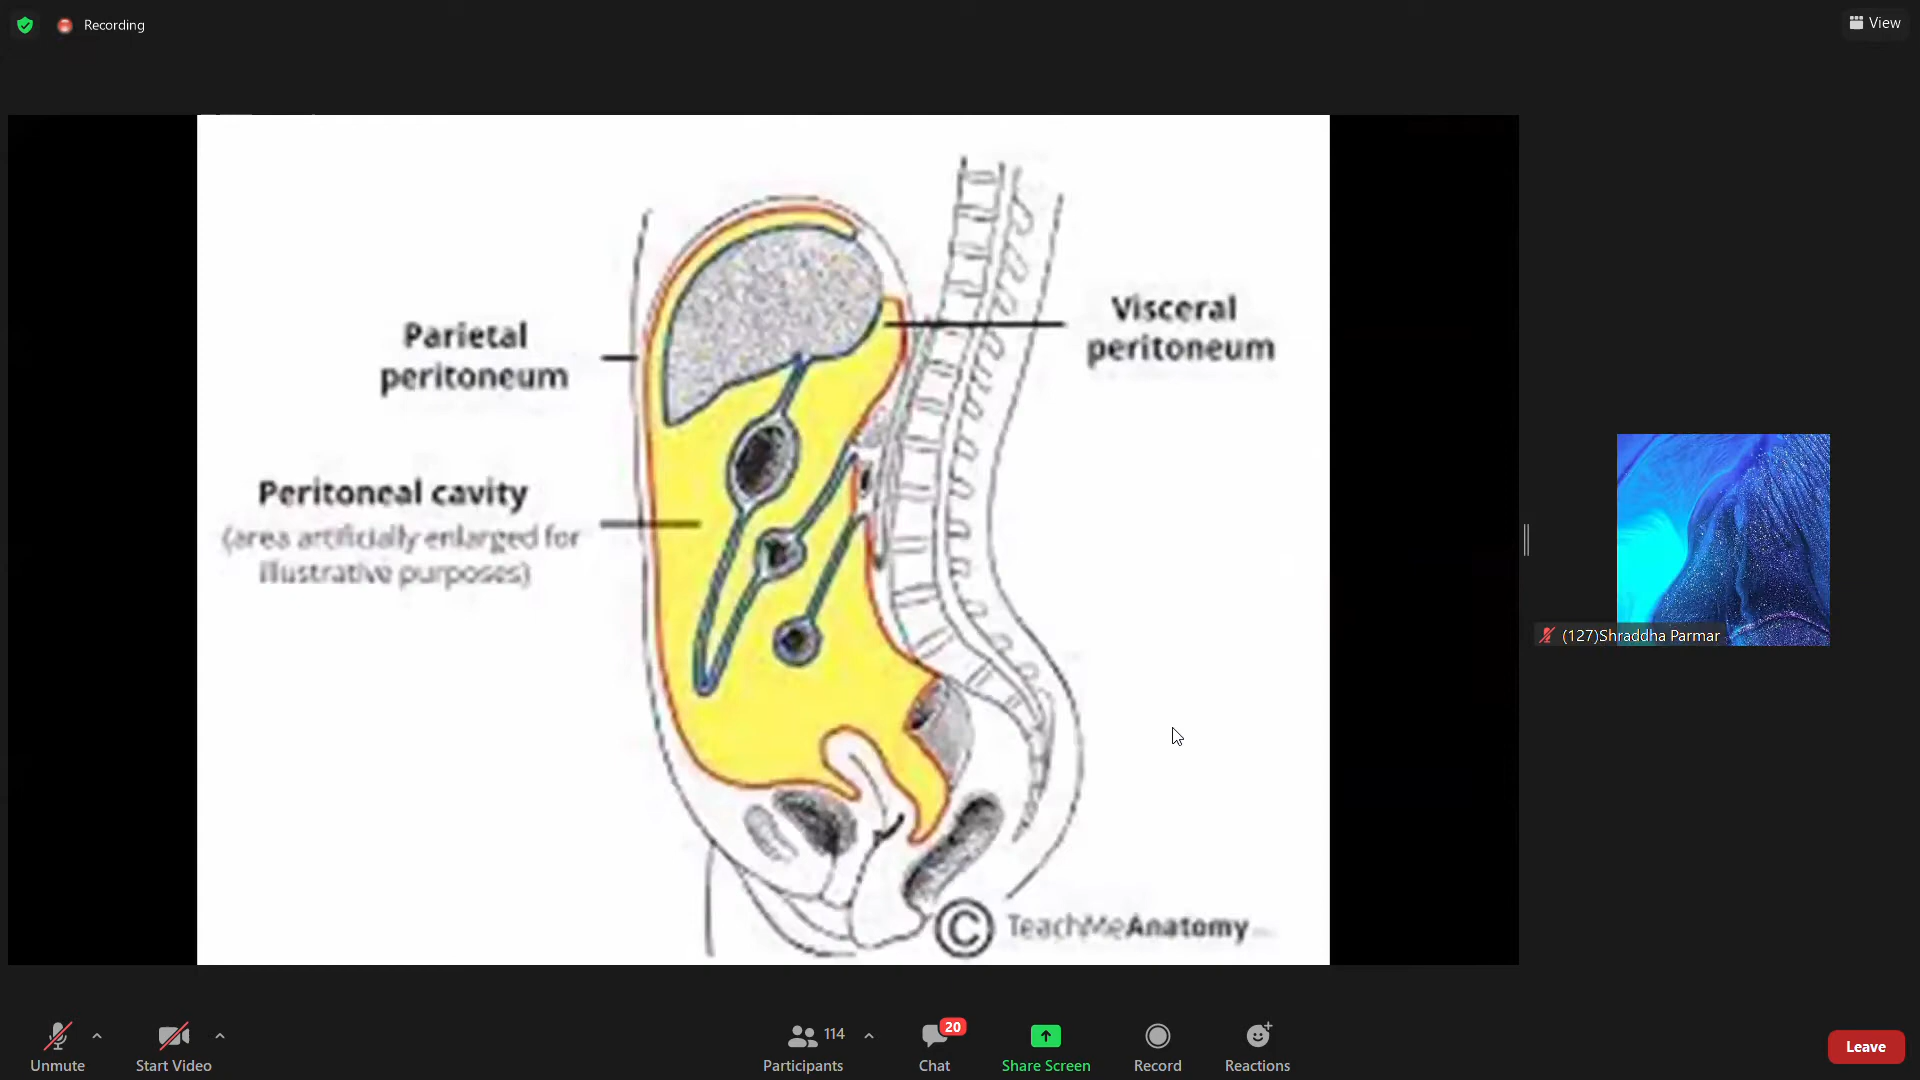 Recording
View
Parietal
peritoneum
Visceral
peritoneum
Peritoneal cavity
(area artificially enlarged for
illustrative purposes)
(127)Shraddha Parmar
© TeachMeAnatomy
Unmute
Start Video
114
Participants
20
Chat
Share Screen
Record
Reactions
Leave